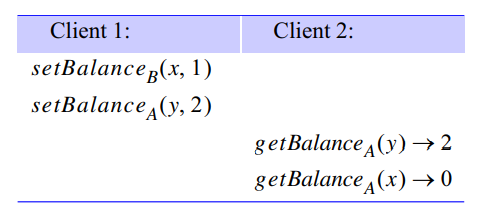 Client 1: Client 2:
setBalance_B(x, 1)
setBalance_A(y, 2)
getBalance_A(y) → 2
getBalance_A(x) → 0